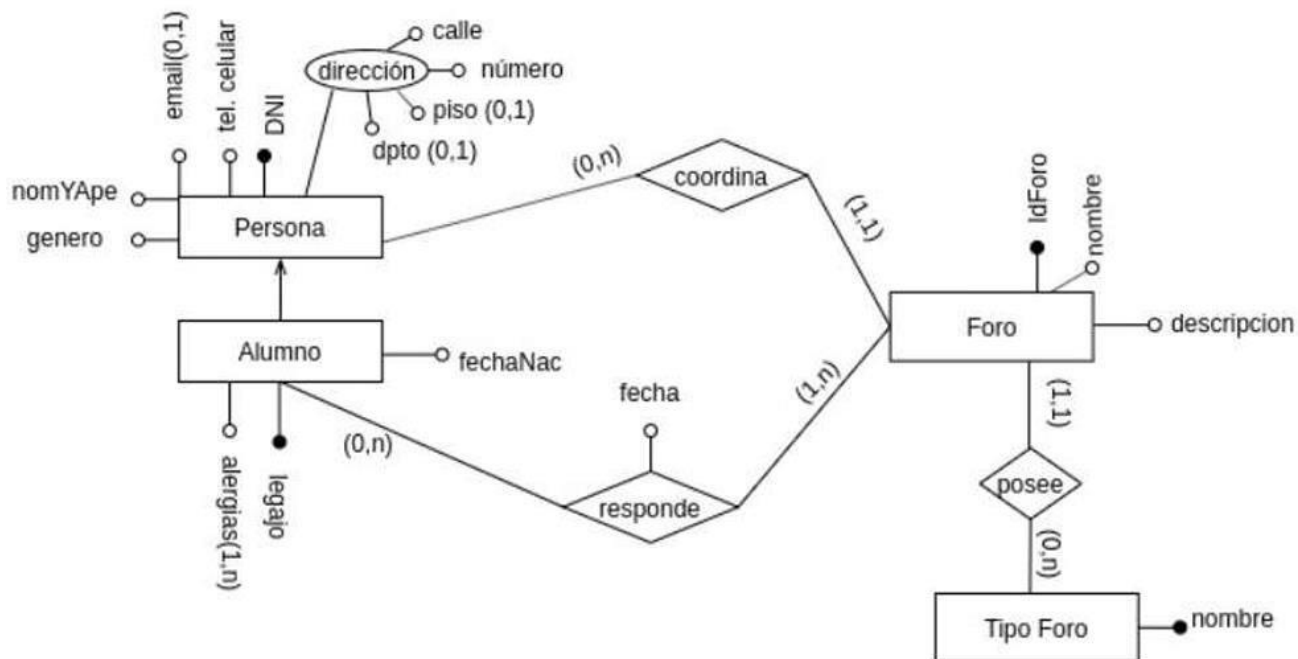 email(0,1)
tel. celular
DNI
dirección
calle
número
piso (0,1)
dpto (0,1)
nomYApe
genero
Persona
(0,n)
coordina
(1,1)
IdForo
nombre
Foro
descripcion
Alumno
fechaNac
alergias(1,n)
legajo
(0,n)
fecha
responde
(1,n)
(1,1)
posee
(0,n)
Tipo Foro
nombre